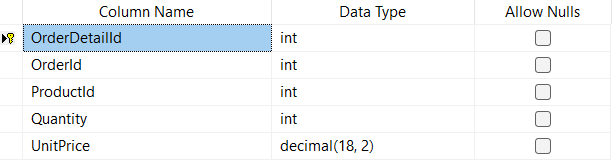 Column Name Data Type Allow Nulls
OrderDetailId int
OrderId int
ProductId int
Quantity int
UnitPrice decimal(18, 2)